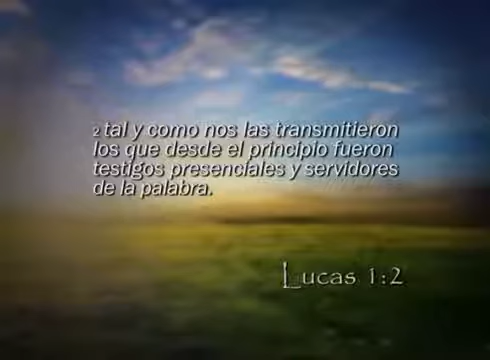 2 tal y como nos las transmitieron
los que desde el principio fueron
testigos presenciales y servidores
de la palabra.
Lucas 1:2